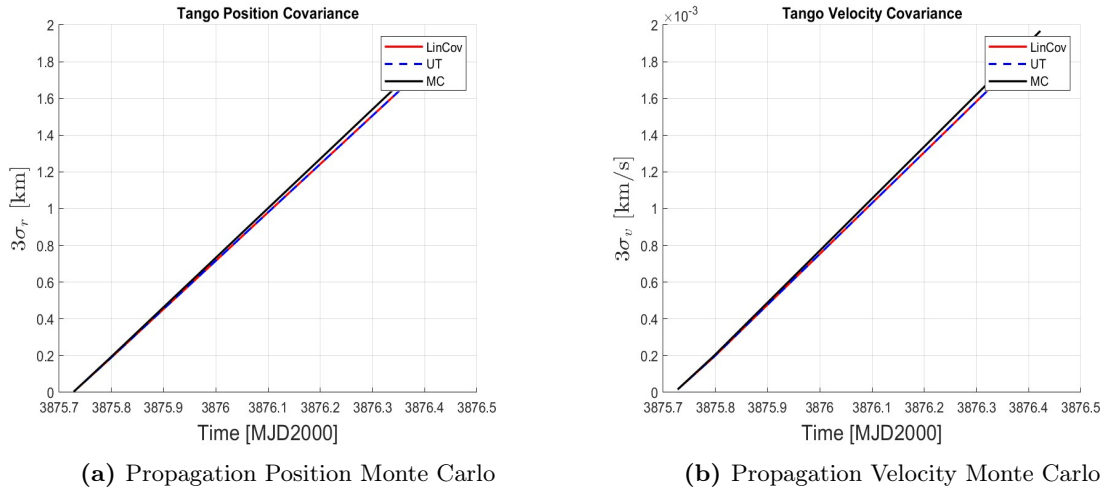 Tango Position Covariance
2
1.8
1.6
1.4
1.2
1
0.8
0.6
0.4
0.2
0
3σr [km]
LinCov
UT
MC
3875.7 3875.8 3875.9 3876 3876.1 3876.2 3876.3 3876.4 3876.5
Time [MJD2000]
(a) Propagation Position Monte Carlo
Tango Velocity Covariance
×10-3
2
1.8
1.6
1.4
1.2
1
0.8
0.6
0.4
0.2
0
3σv [km/s]
LinCov
UT
MC
3875.7 3875.8 3875.9 3876 3876.1 3876.2 3876.3 3876.4 3876.5
Time [MJD2000]
(b) Propagation Velocity Monte Carlo